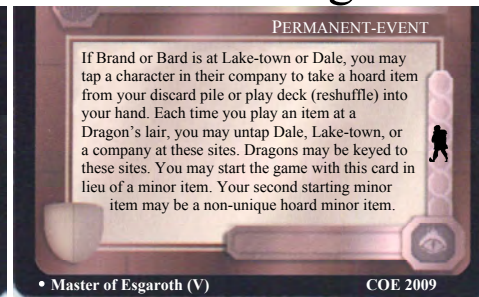 PERMANENT-EVENT
If Brand or Bard is at Lake-town or Dale, you may
tap a character in their company to take a hoard item
from your discard pile or play deck (reshuffle) into
your hand. Each time you play an item at a
Dragon’s lair, you may untap Dale, Lake-town, or
a company at these sites. Dragons may be keyed to
these sites. You may start the game with this card in
lieu of a minor item. Your second starting minor
item may be a non-unique hoard minor item.
• Master of Esgaroth (V) COE 2009